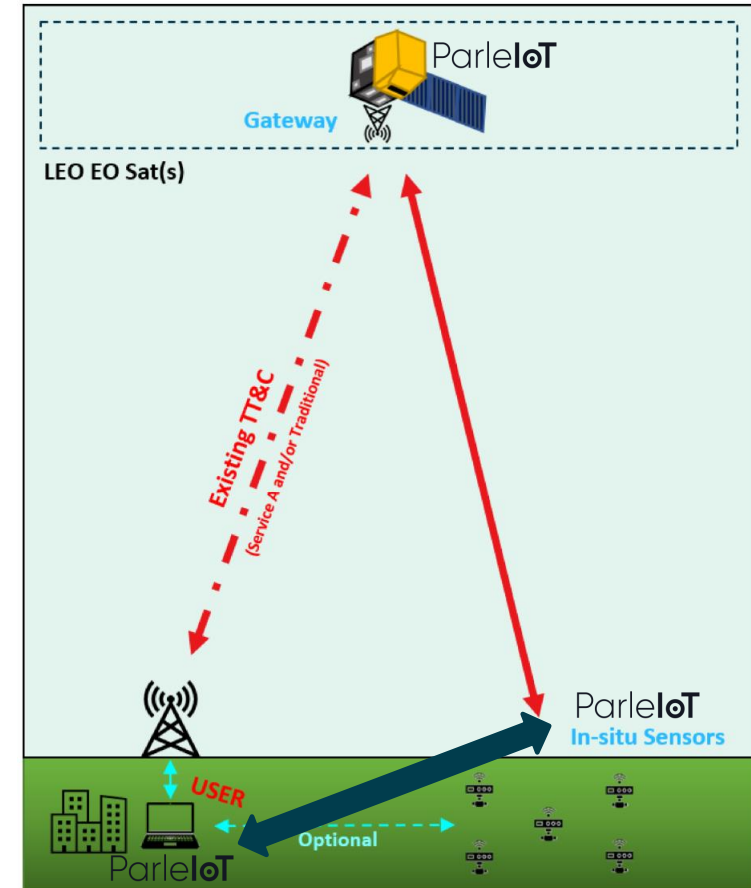 ParleIoT
Gateway
LEO EO Sat(s)
Existing TT&C
(Service A and/or Traditional)
ParleIoT
In-situ Sensors
USER
Optional
ParleIoT